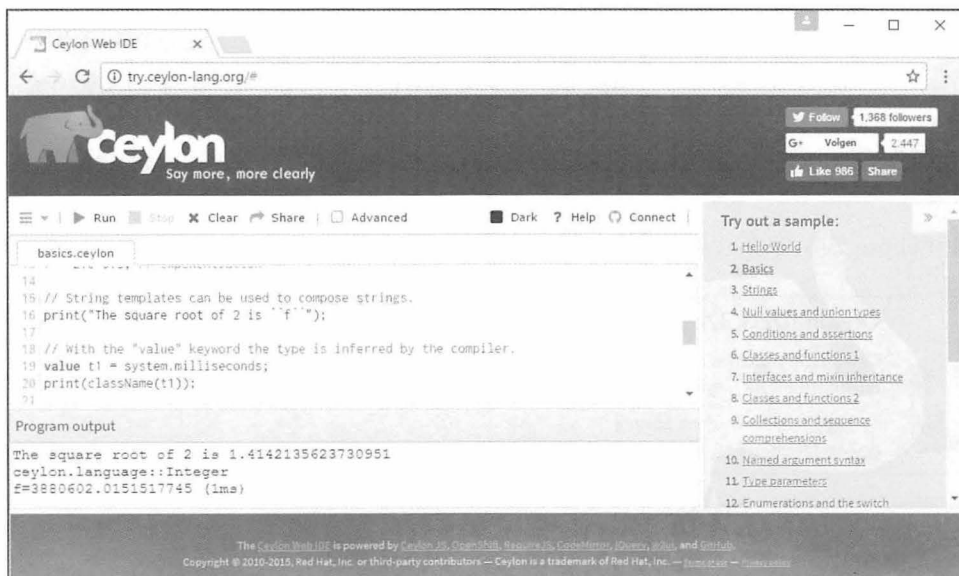 Ceylon Web IDE
try.ceylon-lang.org/#
ceylon
Say more, more clearly
Follow 1,368 followers
G+ Volgen 2.447
Like 986 Share
Run Stop Clear Share Advanced Dark ? Help Connect
basics.ceylon
14
15 // String templates can be used to compose strings.
16 print("The square root of 2 is ``f``");
17
18 // With the "value" keyword the type is inferred by the compiler.
19 value t1 = system.milliseconds;
20 print(className(t1));
21
Program output
The square root of 2 is 1.4142135623730951
ceylon.language::Integer
f=3880602.0151517745 (1ms)
Try out a sample:
1. Hello World
2. Basics
3. Strings
4. Null values and union types
5. Conditions and assertions
6. Classes and functions 1
7. Interfaces and mixin inheritance
8. Classes and functions 2
9. Collections and sequence
comprehensions
10. Named argument syntax
11. Type parameters
12. Enumerations and the switch
The Ceylon Web IDE is powered by Ceylon JS, OpenShift, RequireJS, CodeMirror, jQuery, w2ui, and GitHub.
Copyright © 2010-2015, Red Hat, Inc. or third-party contributors — Ceylon is a trademark of Red Hat, Inc. — Terms of use — Privacy policy